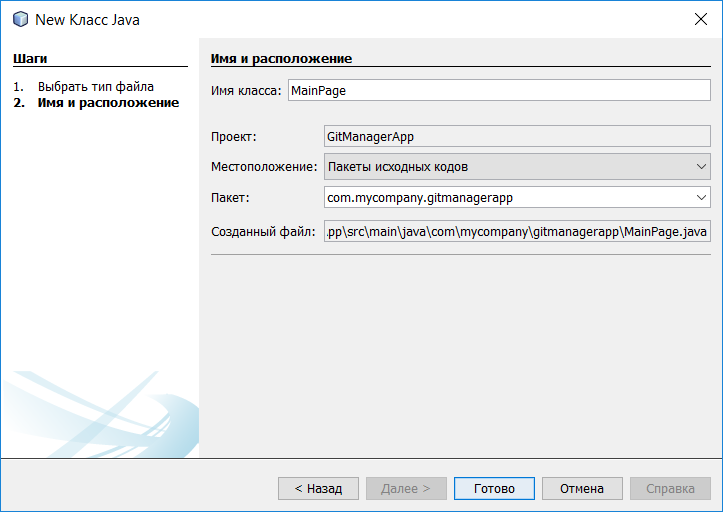 New Класс Java
Шаги
1. Выбрать тип файла
2. Имя и расположение
Имя и расположение
Имя класса: MainPage
Проект: GitManagerApp
Местоположение: Пакеты исходных кодов
Пакет: com.mycompany.gitmanagerapp
Созданный файл: .pp\src\main\java\com\mycompany\gitmanagerapp\MainPage.java
< Назад Далее > Готово Отмена Справка